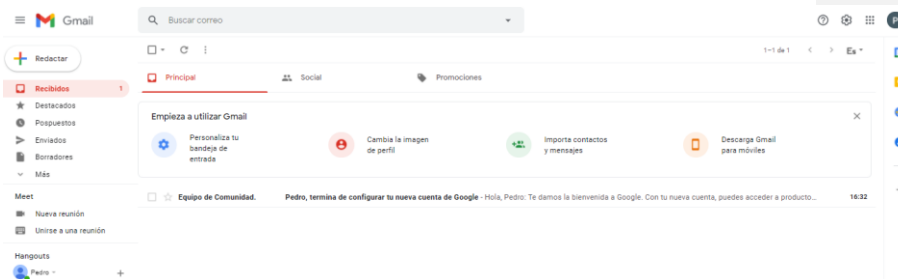 Gmail
Buscar correo
Redactar
1-1 de 1
Es
Recibidos 1
Destacados
Pospuestos
Enviados
Borradores
Más
Meet
Nueva reunión
Unirse a una reunión
Hangouts
Pedro
Principal
Social
Promociones
Empieza a utilizar Gmail
Personaliza tu
bandeja de
entrada
Cambia la imagen
de perfil
Importa contactos
y mensajes
Descarga Gmail
para móviles
Equipo de Comunidad. Pedro, termina de configurar tu nueva cuenta de Google - Hola, Pedro: Te damos la bienvenida a Google. Con tu nueva cuenta, puedes acceder a producto... 16:32